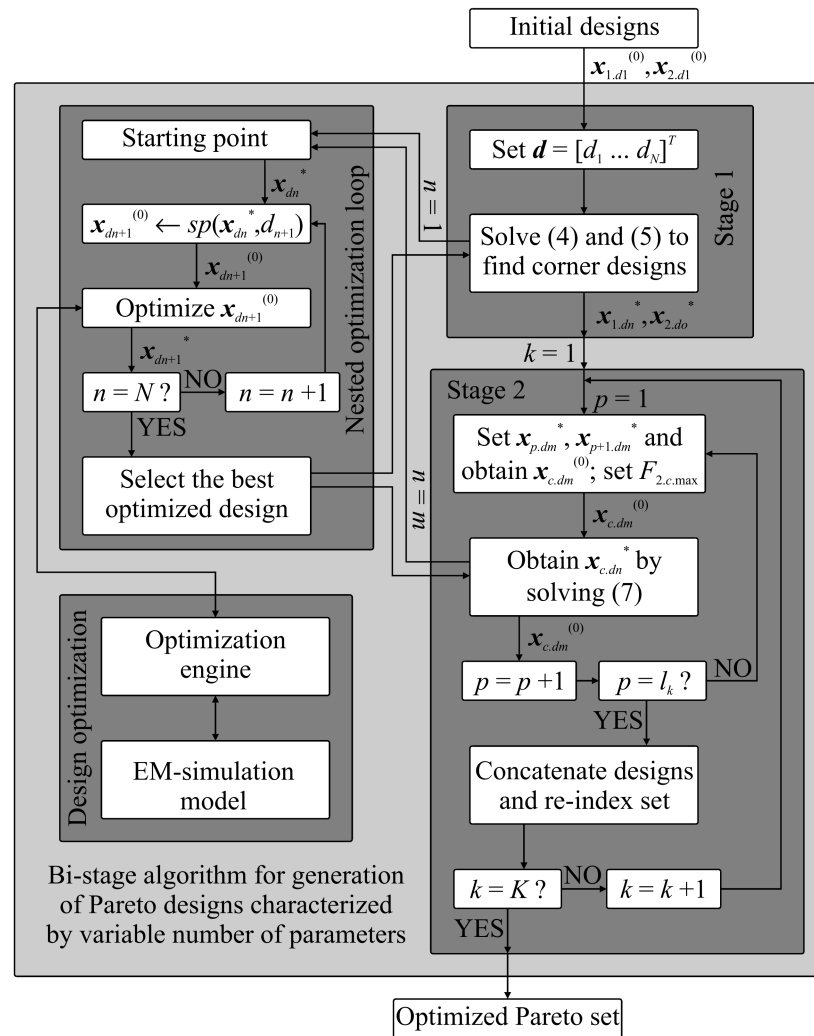 Initial designs
x₁.d₁⁽⁰⁾, x₂.d₁⁽⁰⁾
Starting point
xdn*
xdn+1⁽⁰⁾ ← sp(xdn*,dn+1)
xdn+1⁽⁰⁾
Optimize xdn+1⁽⁰⁾
xdn+1*
n = N ?
NO
n = n +1
YES
Select the best
optimized design
Nested optimization loop
n = 1
n = m
Set d = [d₁ ... dN]ᵀ
Solve (4) and (5) to
find corner designs
x₁.dn*, x₂.do*
Stage 1
k = 1
Stage 2
p = 1
Set xp.dm*, xp+1.dm* and
obtain xc.dm⁽⁰⁾; set F₂.c.max
xc.dm⁽⁰⁾
Obtain xc.dn* by
solving (7)
xc.dm⁽⁰⁾
p = p +1
p = lk ?
NO
YES
Concatenate designs
and re-index set
k = K ?
NO
k = k +1
YES
Design optimization
Optimization
engine
EM-simulation
model
Bi-stage algorithm for generation
of Pareto designs characterized
by variable number of parameters
Optimized Pareto set